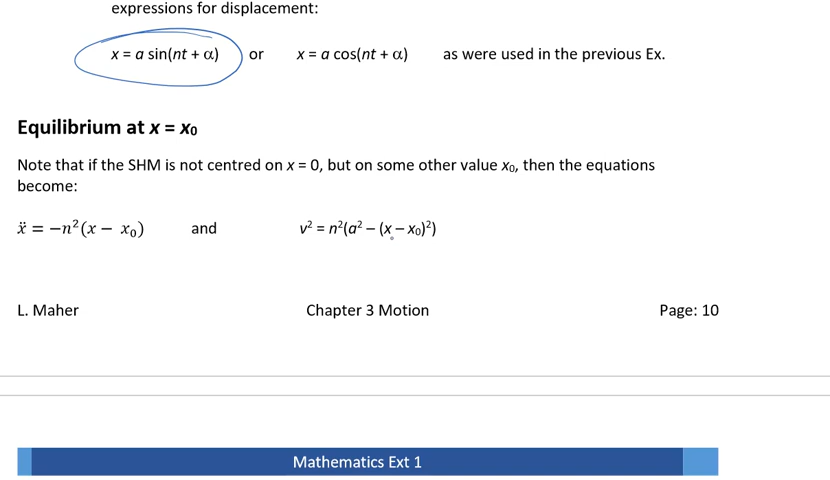 expressions for displacement:
x = a sin(nt + α) or x = a cos(nt + α) as were used in the previous Ex.
Equilibrium at x = x₀
Note that if the SHM is not centred on x = 0, but on some other value x₀, then the equations
become:
ẍ = −n²(x − x₀) and v² = n²(a² – (x – x₀)²)
L. Maher Chapter 3 Motion Page: 10
Mathematics Ext 1